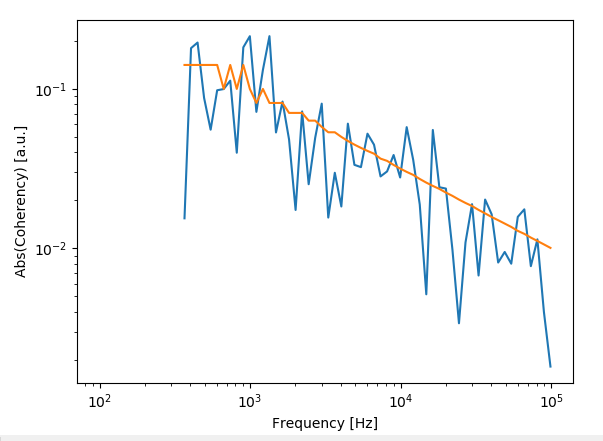 Abs(Coherency) [a.u.]
10⁻¹
10⁻²
10² 10³ 10⁴ 10⁵
Frequency [Hz]